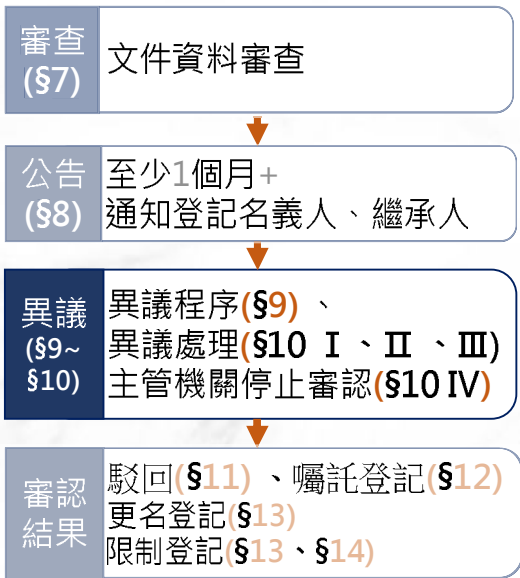 審查
(§7)
文件資料審查
公告
(§8)
至少1個月+
通知登記名義人、繼承人
異議
(§9~
§10)
異議程序(§9) 、
異議處理(§10 Ⅰ、Ⅱ 、Ⅲ)
主管機關停止審認(§10 IV)
審認
結果
駁回(§11) 、囑託登記(§12)
更名登記(§13)
限制登記(§13、§14)